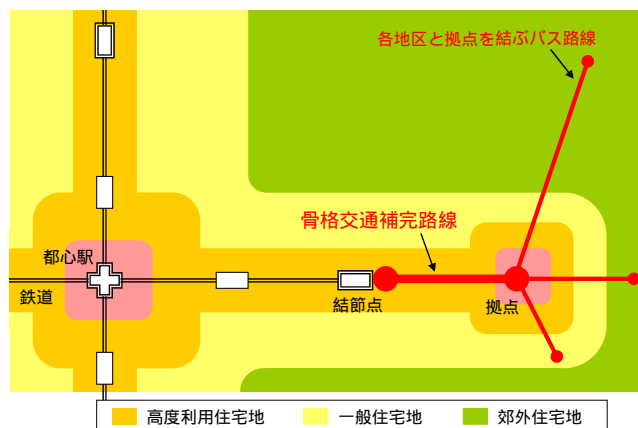 各地区と拠点を結ぶバス路線
骨格交通補完路線
都心駅
鉄道
結節点
拠点
高度利用住宅地
一般住宅地
郊外住宅地